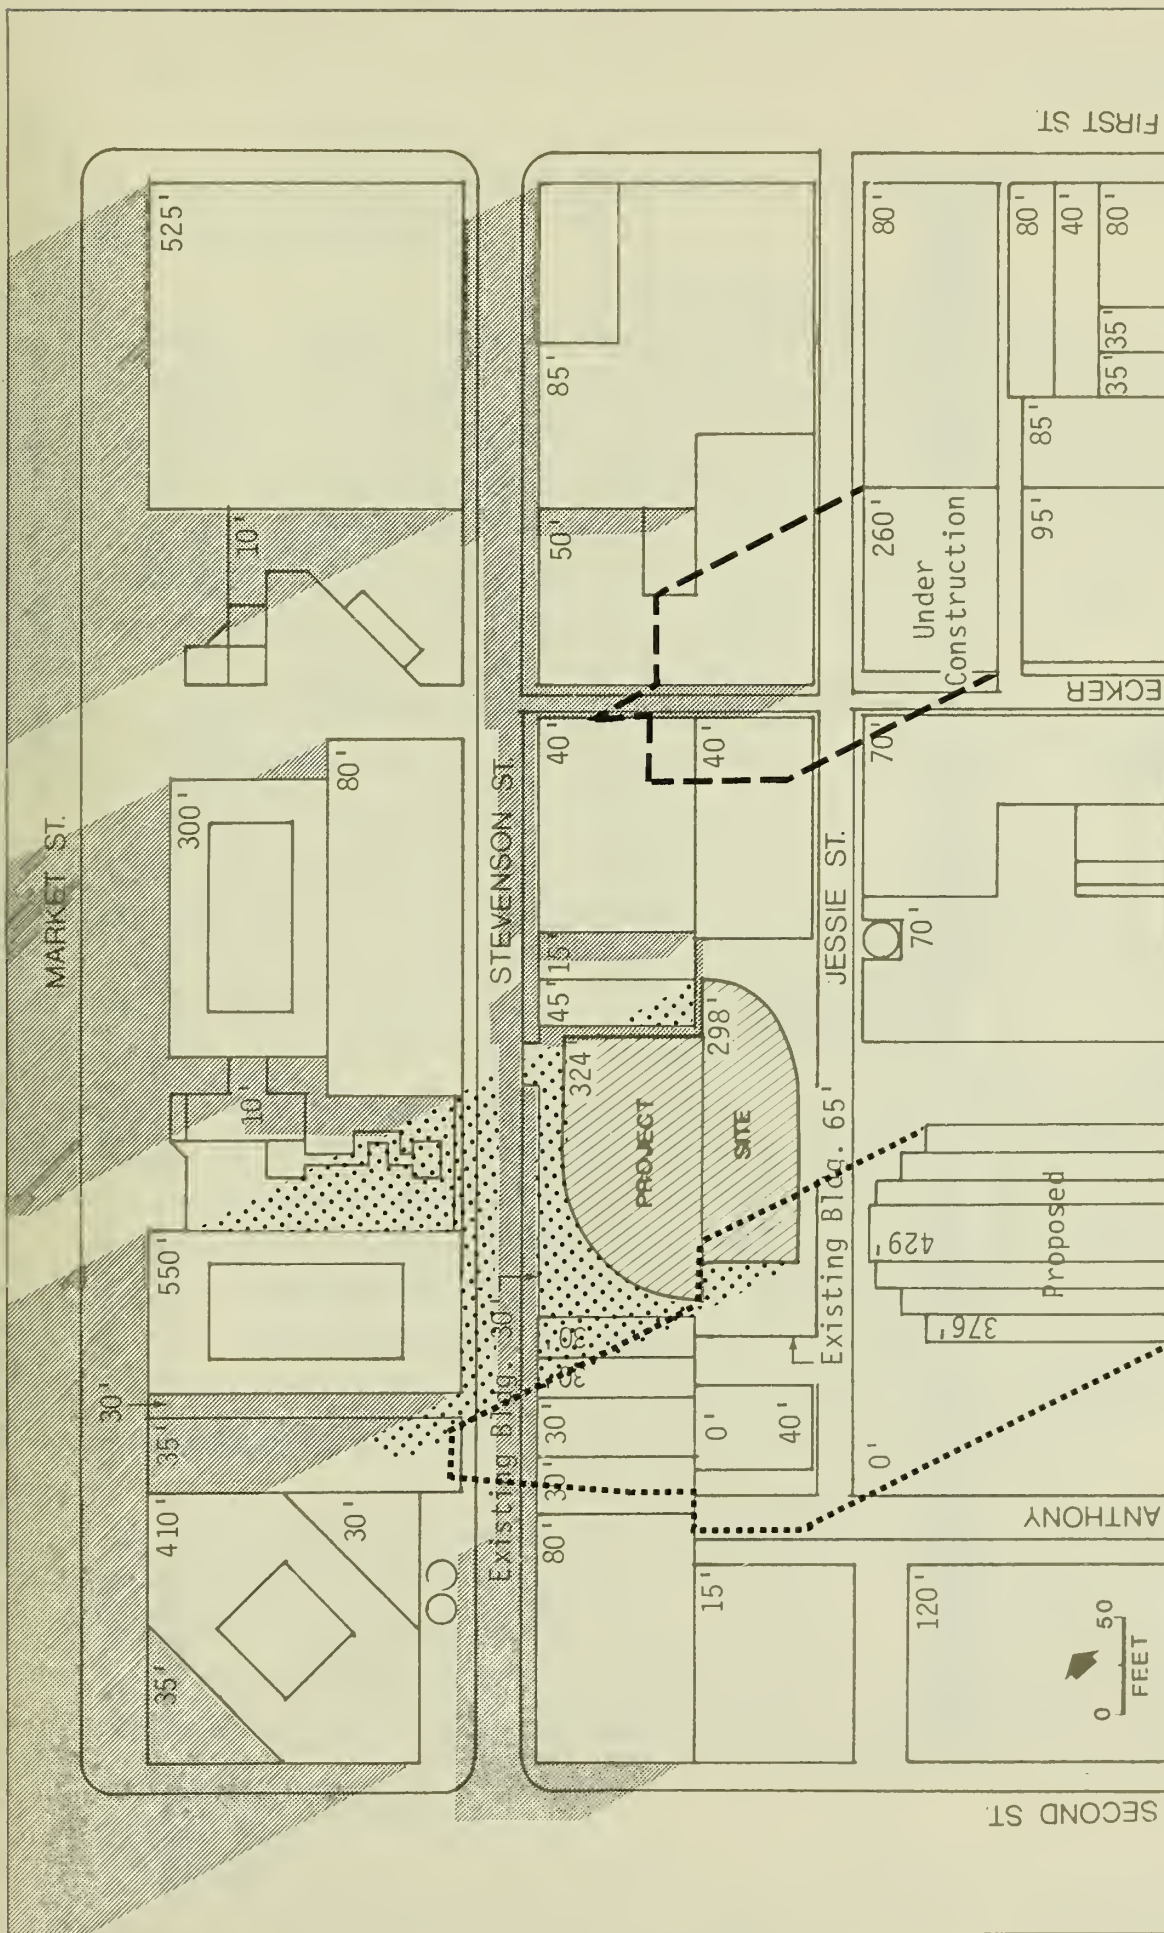 FIRST ST.
MARKET ST.
525'
10'
300'
80'
10'
550'
30'
35'
410'
30'
35'
STEVENSON ST.
85'
50'
40'
40'
15'
45'
324'
298'
PROJECT
SITE
Existing Bldg. 30'
30'
30'
30'
30'
80'
0'
40'
15'
JESSIE ST.
Existing Bldg. 65'
80'
260'
Under
Construction
80'
40'
80'
35'
35'
85'
95'
ECKER
70'
70'
429'
Proposed
376'
0'
ANTHONY
120'
0 50
FEET
SECOND ST.